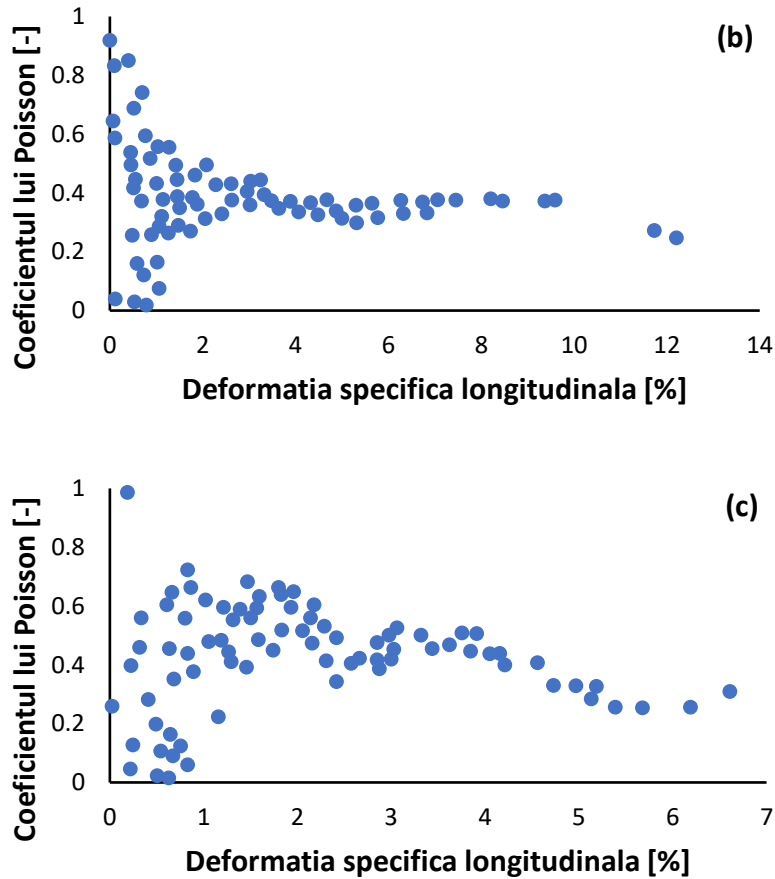 (b)
Coeficientul lui Poisson [-]
1
0.8
0.6
0.4
0.2
0
0 2 4 6 8 10 12 14
Deformatia specifica longitudinala [%]
(c)
Coeficientul lui Poisson [-]
1
0.8
0.6
0.4
0.2
0
0 1 2 3 4 5 6 7
Deformatia specifica longitudinala [%]